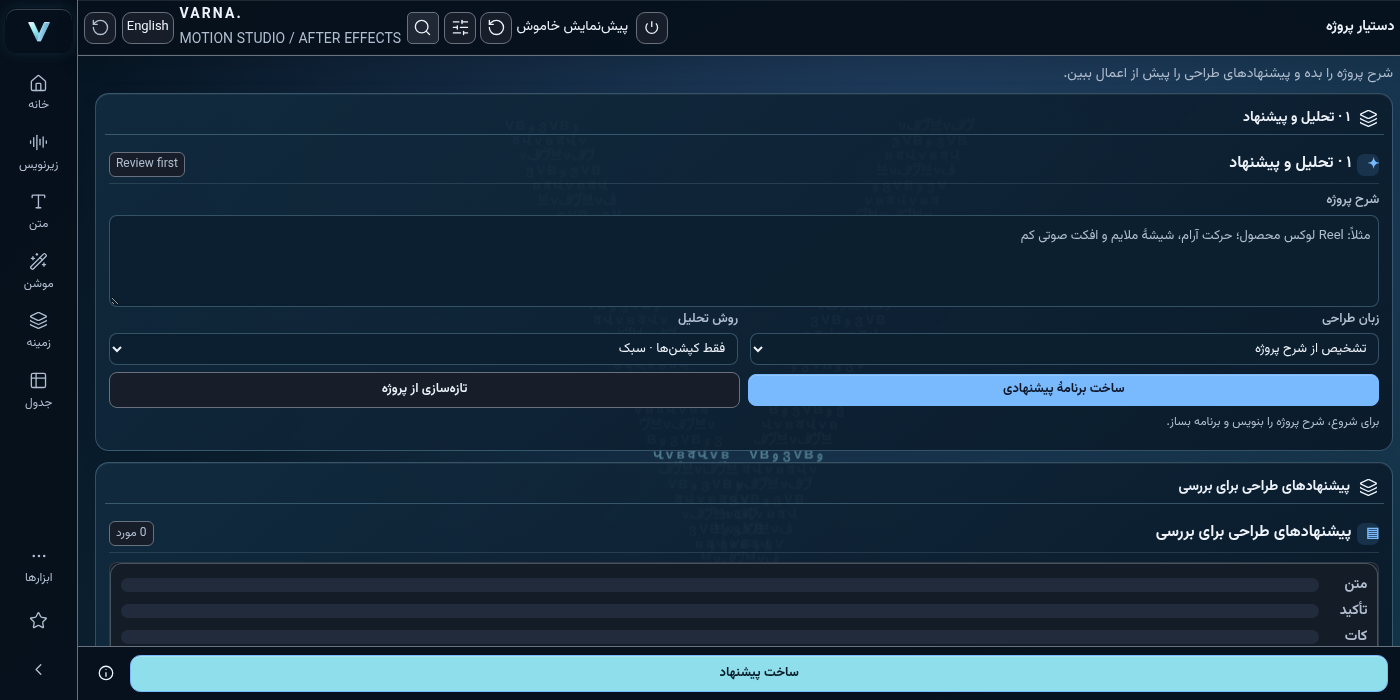 دستیار پروژه
پیش‌نمایش خاموش
VARNA.
MOTION STUDIO / AFTER EFFECTS
English
خانه
زیرنویس
متن
موشن
زمینه
جدول
ابزارها
شرح پروژه را بده و پیشنهادهای طراحی را پیش از اعمال ببین.
۱ · تحلیل و پیشنهاد
۱ · تحلیل و پیشنهاد
Review first
شرح پروژه
مثلاً: Reel لوکس محصول؛ حرکت آرام، شیشهٔ ملایم و افکت صوتی کم
زبان طراحی
روش تحلیل
تشخیص از شرح پروژه
فقط کپشن‌ها · سبک
ساخت برنامهٔ پیشنهادی
تازه‌سازی از پروژه
برای شروع، شرح پروژه را بنویس و برنامه بساز.
پیشنهادهای طراحی برای بررسی
پیشنهادهای طراحی برای بررسی
0 مورد
متن
تأکید
کات
ساخت پیشنهاد